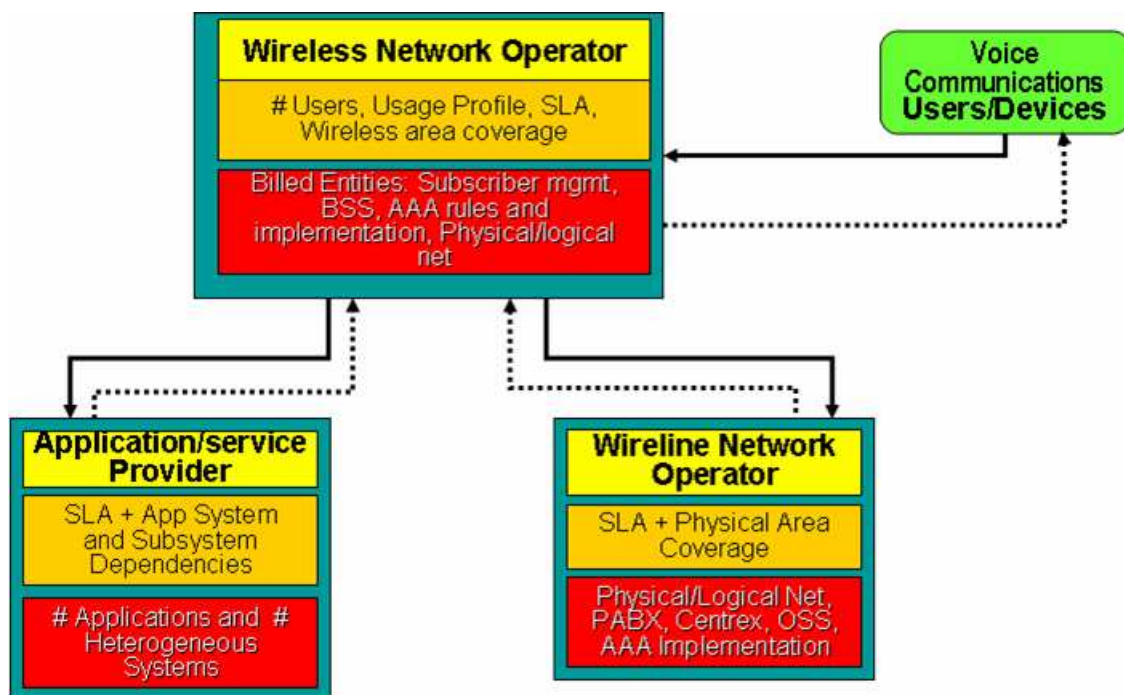 Wireless Network Operator
# Users, Usage Profile, SLA,
Wireless area coverage
Billed Entities: Subscriber mgmt,
BSS, AAA rules and
implementation, Physical/logical
net
Voice
Communications
Users/Devices
Application/service
Provider
SLA + App System
and Subsystem
Dependencies
# Applications and #
Heterogeneous
Systems
Wireline Network
Operator
SLA + Physical Area
Coverage
Physical/Logical Net,
PABX, Centrex, OSS,
AAA Implementation